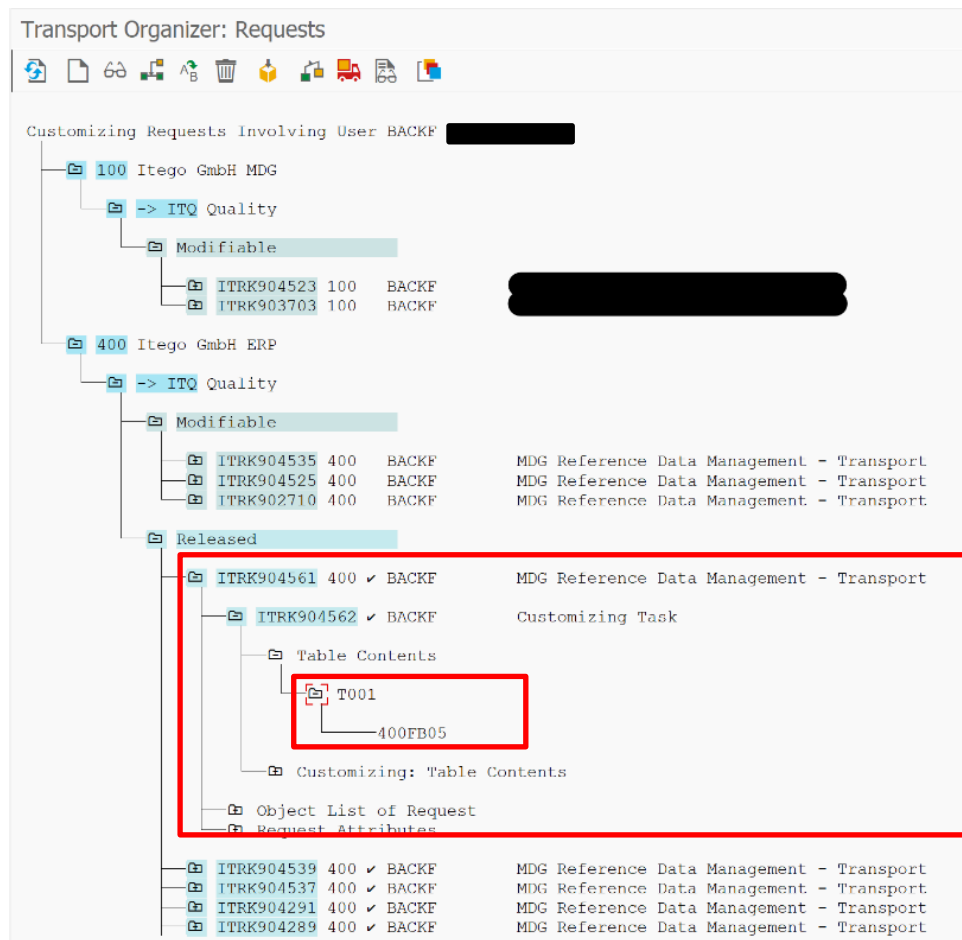 Transport Organizer: Requests
Customizing Requests Involving User BACKF
100 Itego GmbH MDG
-> ITQ Quality
Modifiable
ITRK904523 100 BACKF
ITRK903703 100 BACKF
400 Itego GmbH ERP
-> ITQ Quality
Modifiable
ITRK904535 400 BACKF MDG Reference Data Management - Transport
ITRK904525 400 BACKF MDG Reference Data Management - Transport
ITRK902710 400 BACKF MDG Reference Data Management - Transport
Released
ITRK904561 400 ✔ BACKF MDG Reference Data Management - Transport
ITRK904562 ✔ BACKF Customizing Task
Table Contents
T001
400FB05
Customizing: Table Contents
Object List of Request
Request Attributes
ITRK904539 400 ✔ BACKF MDG Reference Data Management - Transport
ITRK904537 400 ✔ BACKF MDG Reference Data Management - Transport
ITRK904291 400 ✔ BACKF MDG Reference Data Management - Transport
ITRK904289 400 ✔ BACKF MDG Reference Data Management - Transport